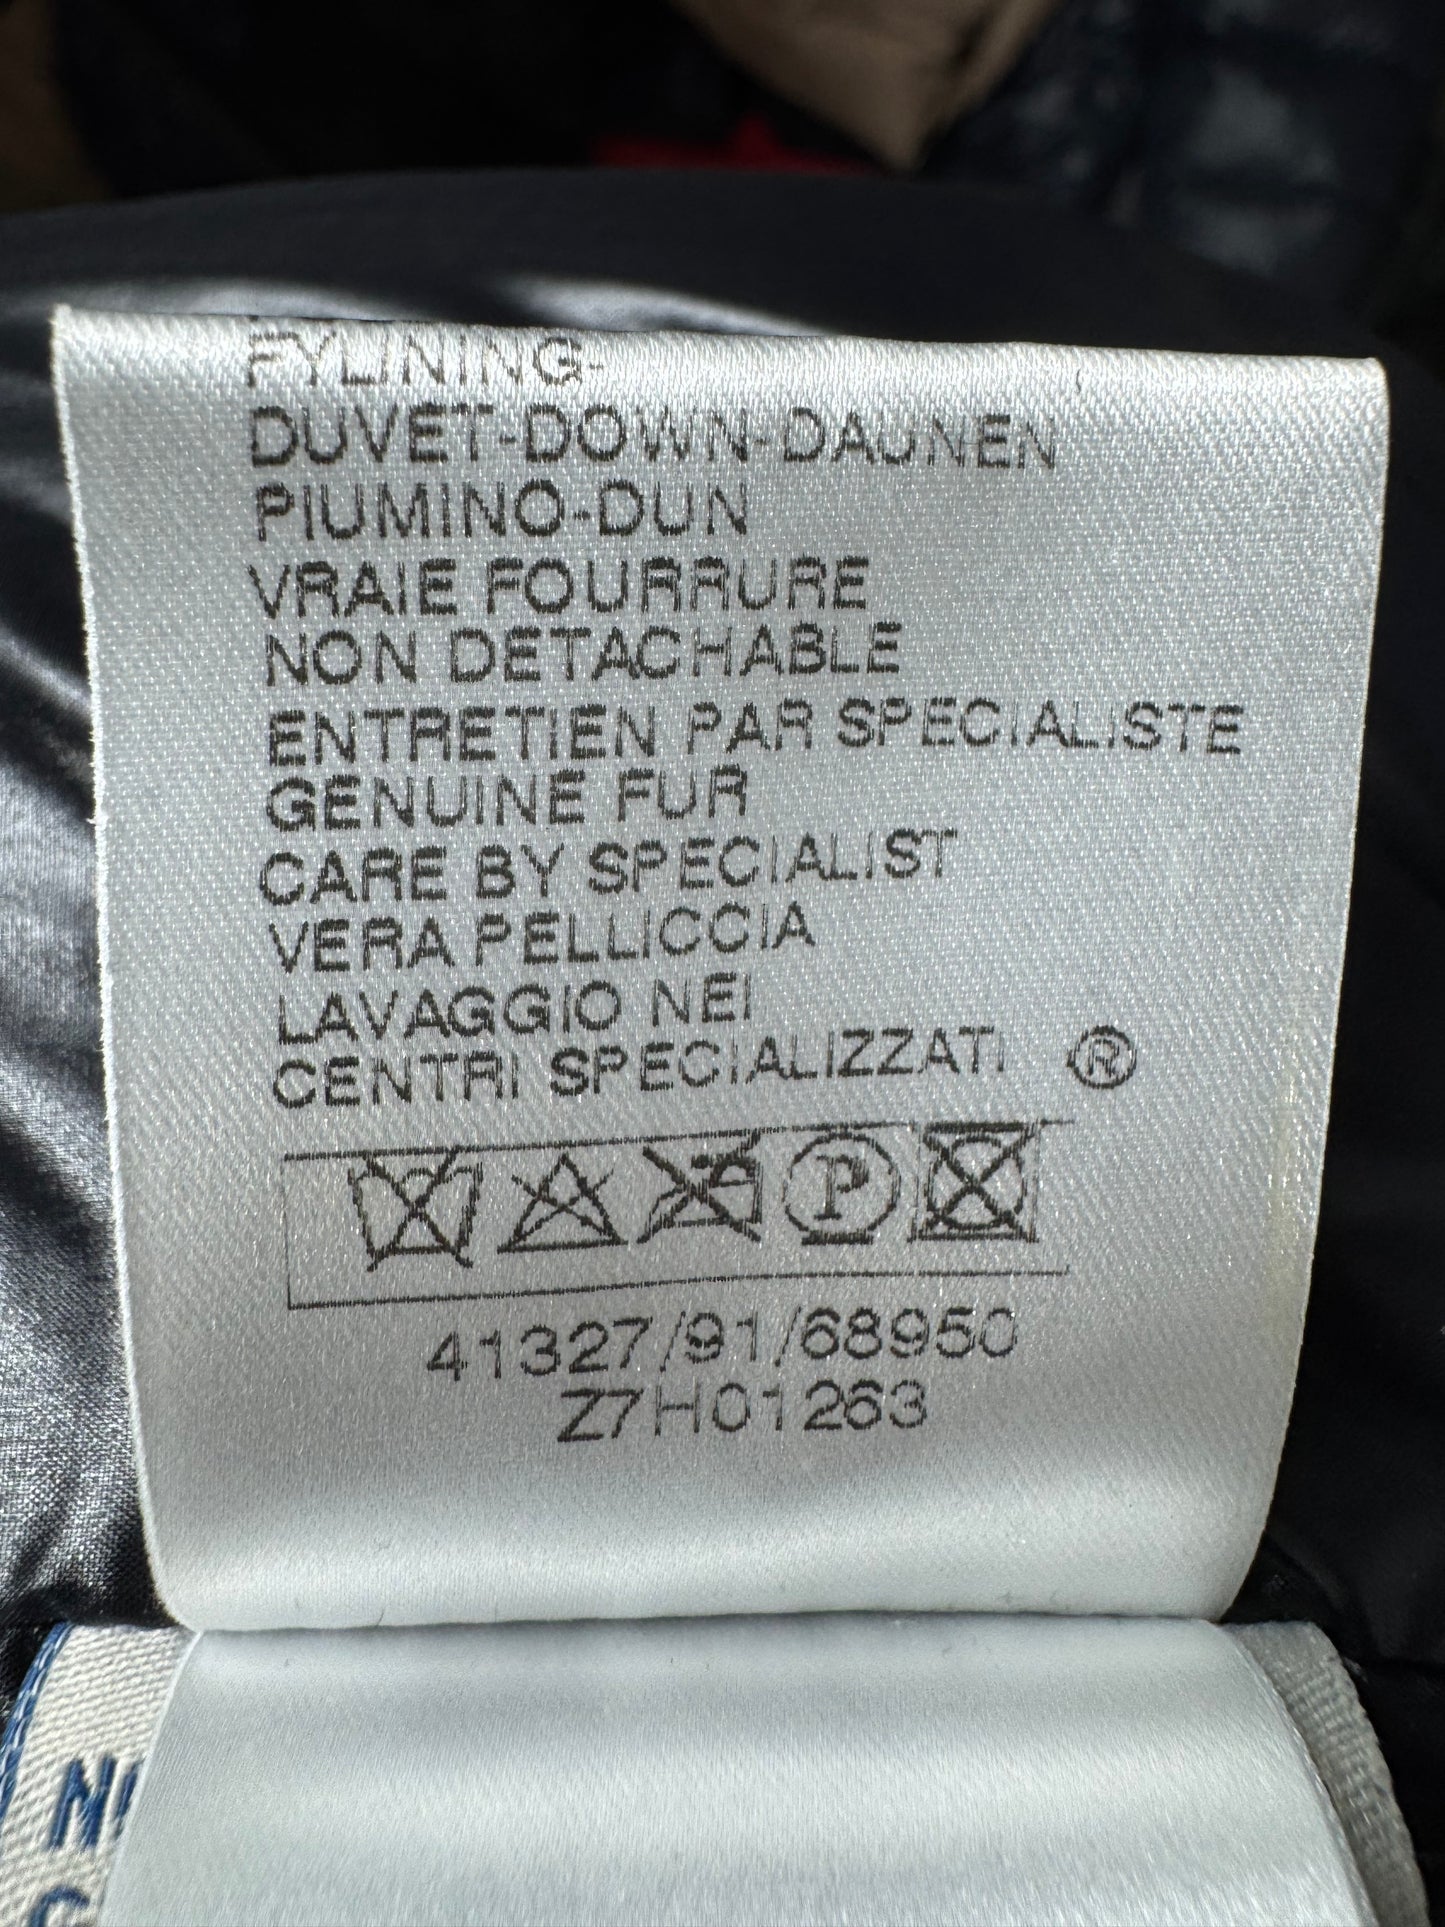 FYLLNING-
DUVET-DOWN-DAUNEN
PIUMINO-DUN
VRAIE FOURRURE
NON DETACHABLE
ENTRETIEN PAR SPECIALISTE
GENUINE FUR
CARE BY SPECIALIST
VERA PELLICCIA
LAVAGGIO NEI
CENTRI SPECIALIZZATI ®
P
41327/91/68950
Z7H01263